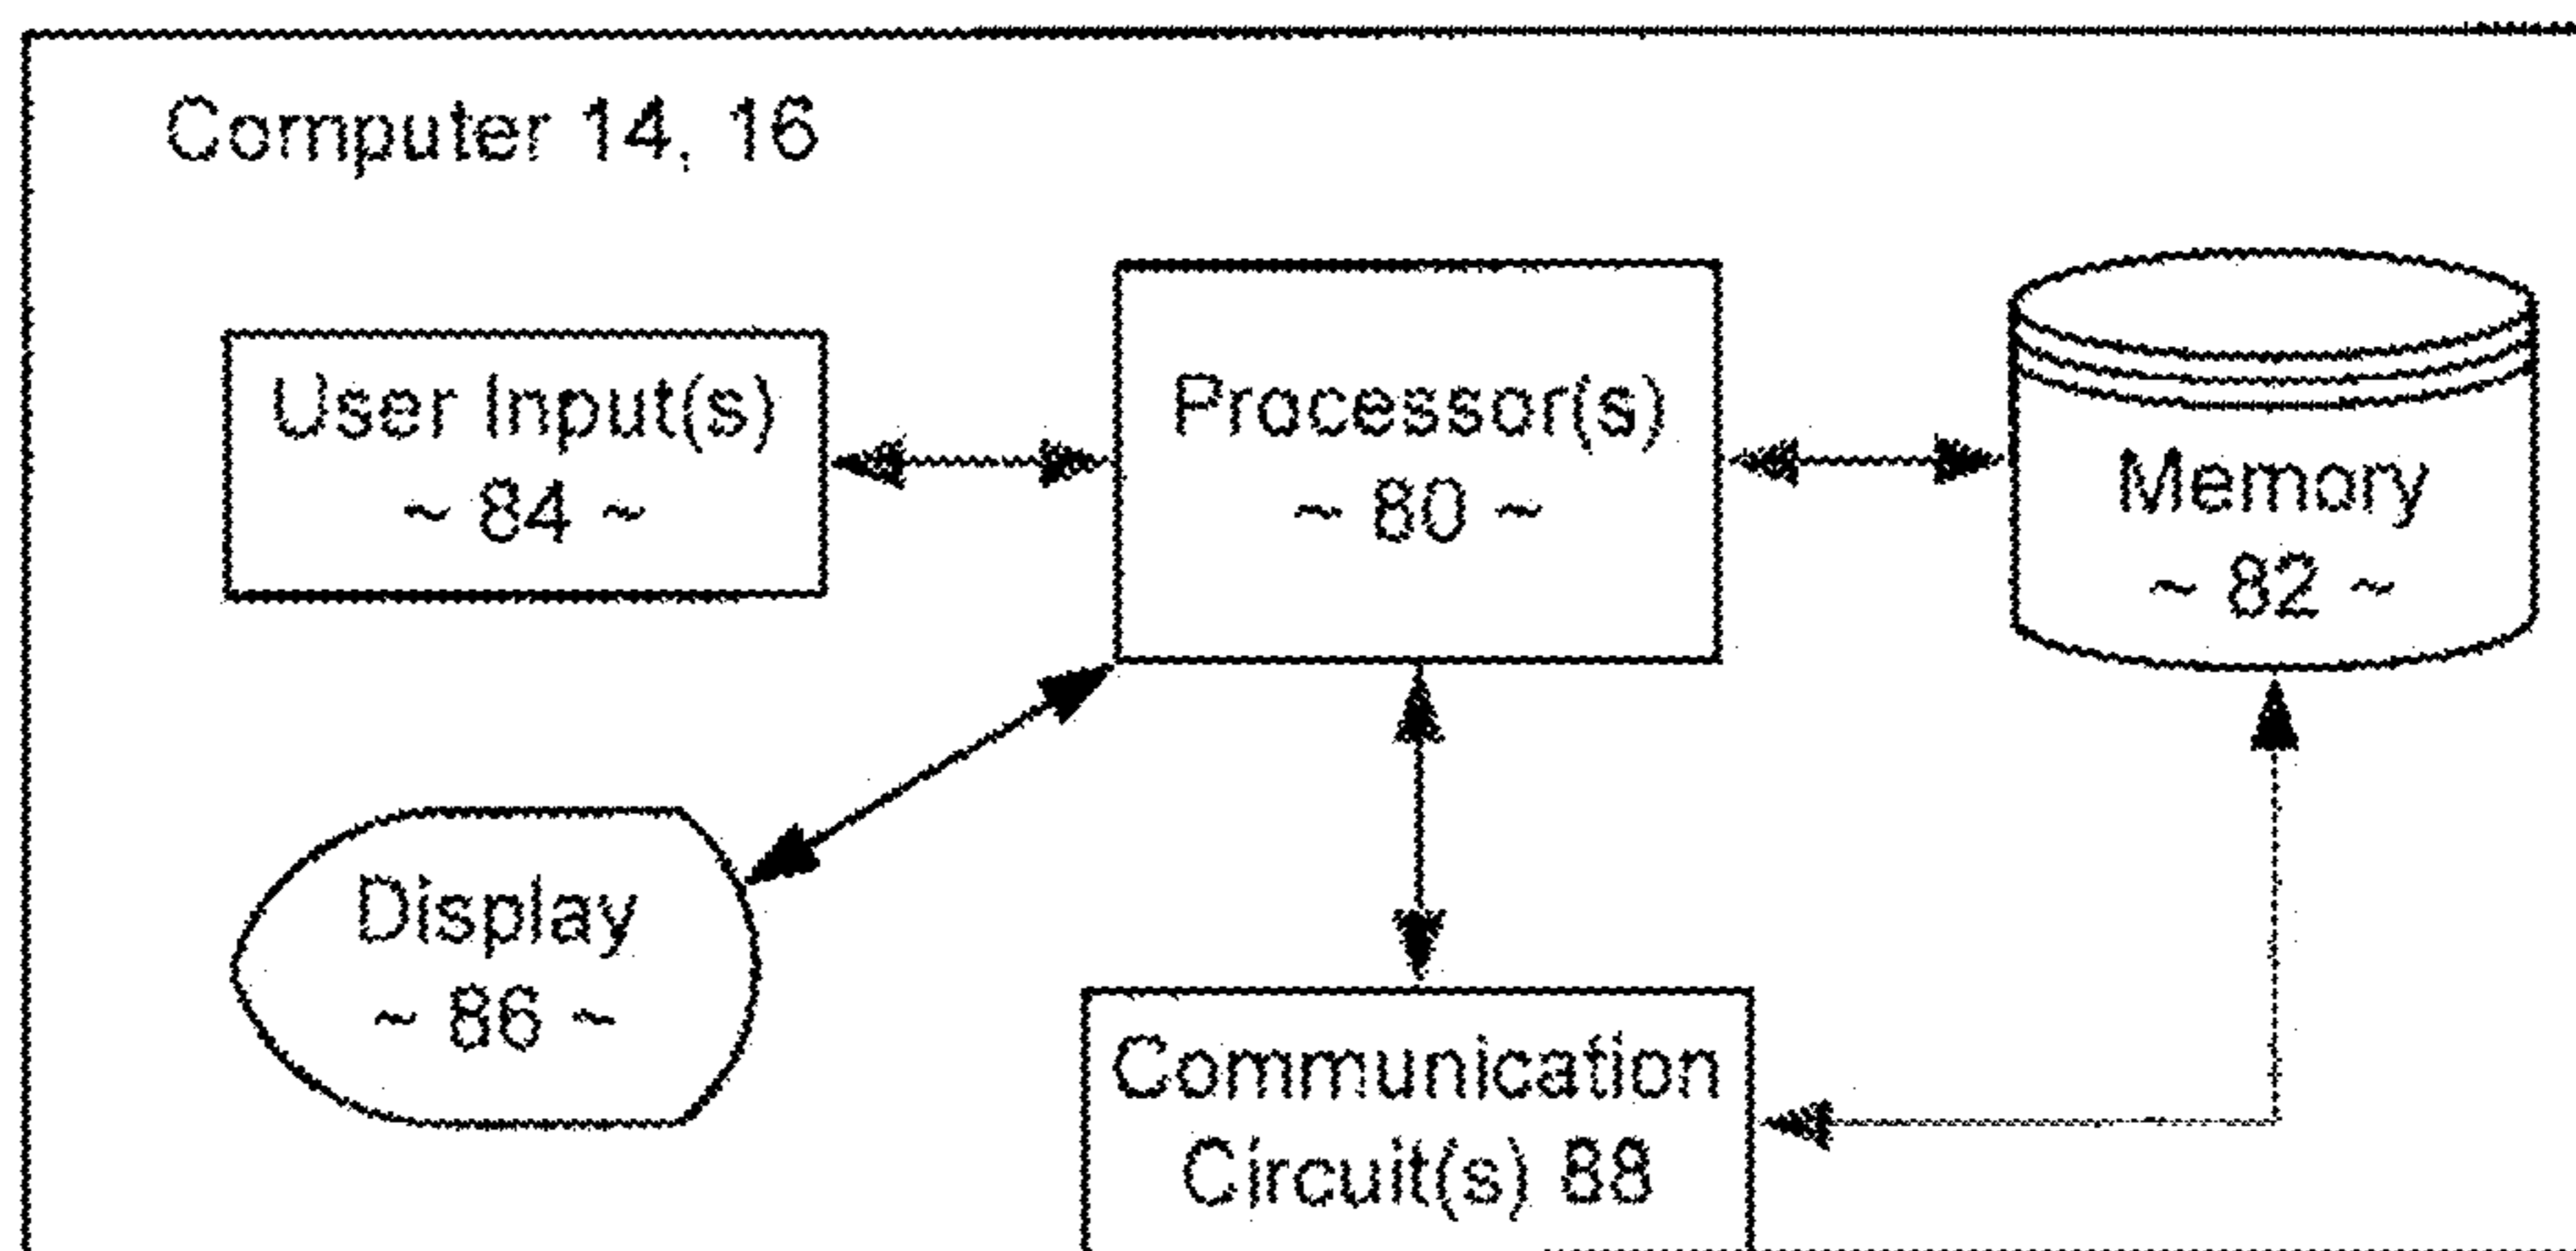 Computer 14, 16
User Input(s)
~ 84 ~
Processor(s)
~ 80 ~
Memory
~ 82 ~
Display
~ 86 ~
Communication
Circuit(s) 88